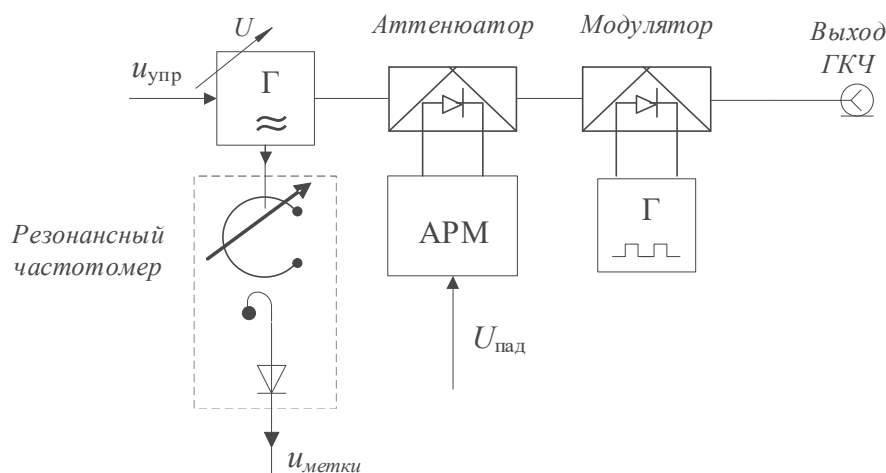 Аттенюатор
Модулятор
Выход
ГКЧ
U
uупр
Г
Резонансный
частотомер
АРМ
Г
Uпад
uметки